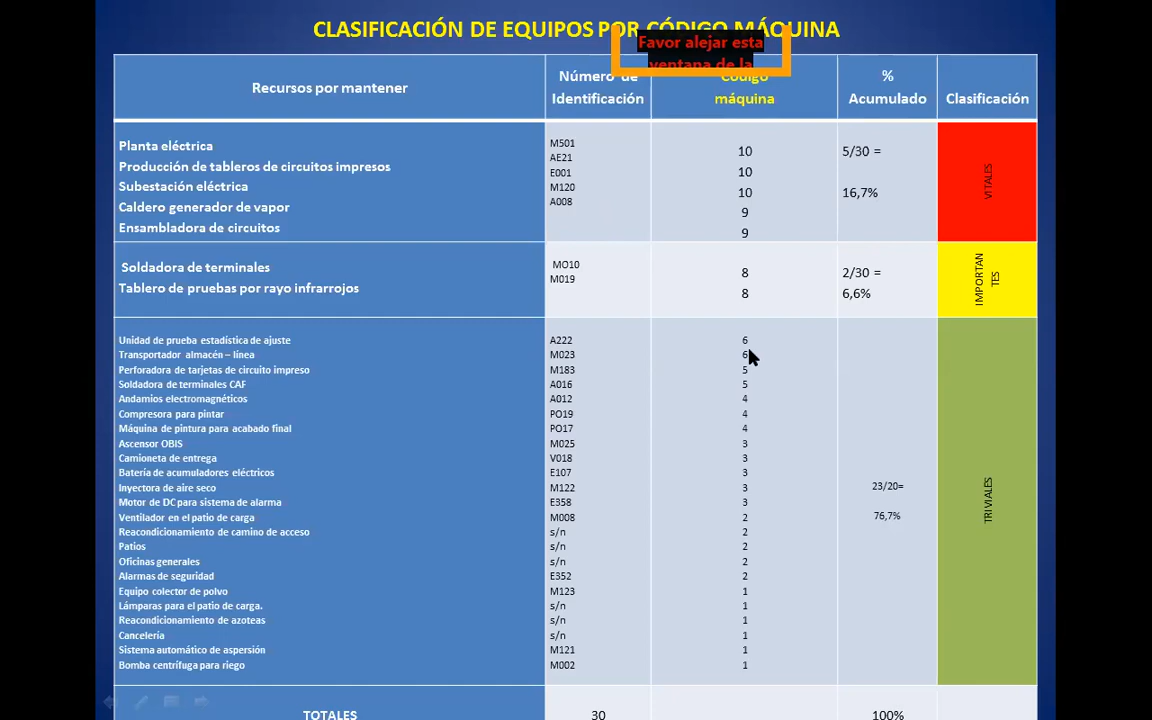 CLASIFICACIÓN DE EQUIPOS POR CÓDIGO MÁQUINA
Favor alejar esta
ventana de la
Recursos por mantener
Número de
Identificación
Código
máquina
%
Acumulado
Clasificación
Planta eléctrica
Producción de tableros de circuitos impresos
Subestación eléctrica
Caldero generador de vapor
Ensambladora de circuitos
M501
AE21
E001
M120
A008
10
10
10
9
9
5/30 =
16,7%
VITALES
Soldadora de terminales
Tablero de pruebas por rayo infrarrojos
MO10
M019
8
8
2/30 =
6,6%
IMPORTAN
TES
Unidad de prueba estadística de ajuste
Transportador almacén – línea
Perforadora de tarjetas de circuito impreso
Soldadora de terminales CAF
Andamios electromagnéticos
Compresora para pintar
Máquina de pintura para acabado final
Ascensor OBIS
Camioneta de entrega
Batería de acumuladores eléctricos
Inyectora de aire seco
Motor de DC para sistema de alarma
Ventilador en el patio de carga
Reacondicionamiento de camino de acceso
Patios
Oficinas generales
Alarmas de seguridad
Equipo colector de polvo
Lámparas para el patio de carga.
Reacondicionamiento de azoteas
Cancelería
Sistema automático de aspersión
Bomba centrífuga para riego
A222
M023
M183
A016
A012
PO19
PO17
M025
V018
E107
M122
E358
M008
s/n
s/n
s/n
E352
M123
s/n
s/n
s/n
M121
M002
6
6
5
5
4
4
4
3
3
3
3
3
2
2
2
2
2
1
1
1
1
1
1
23/20=
76,7%
TRIVIALES
TOTALES
30
100%